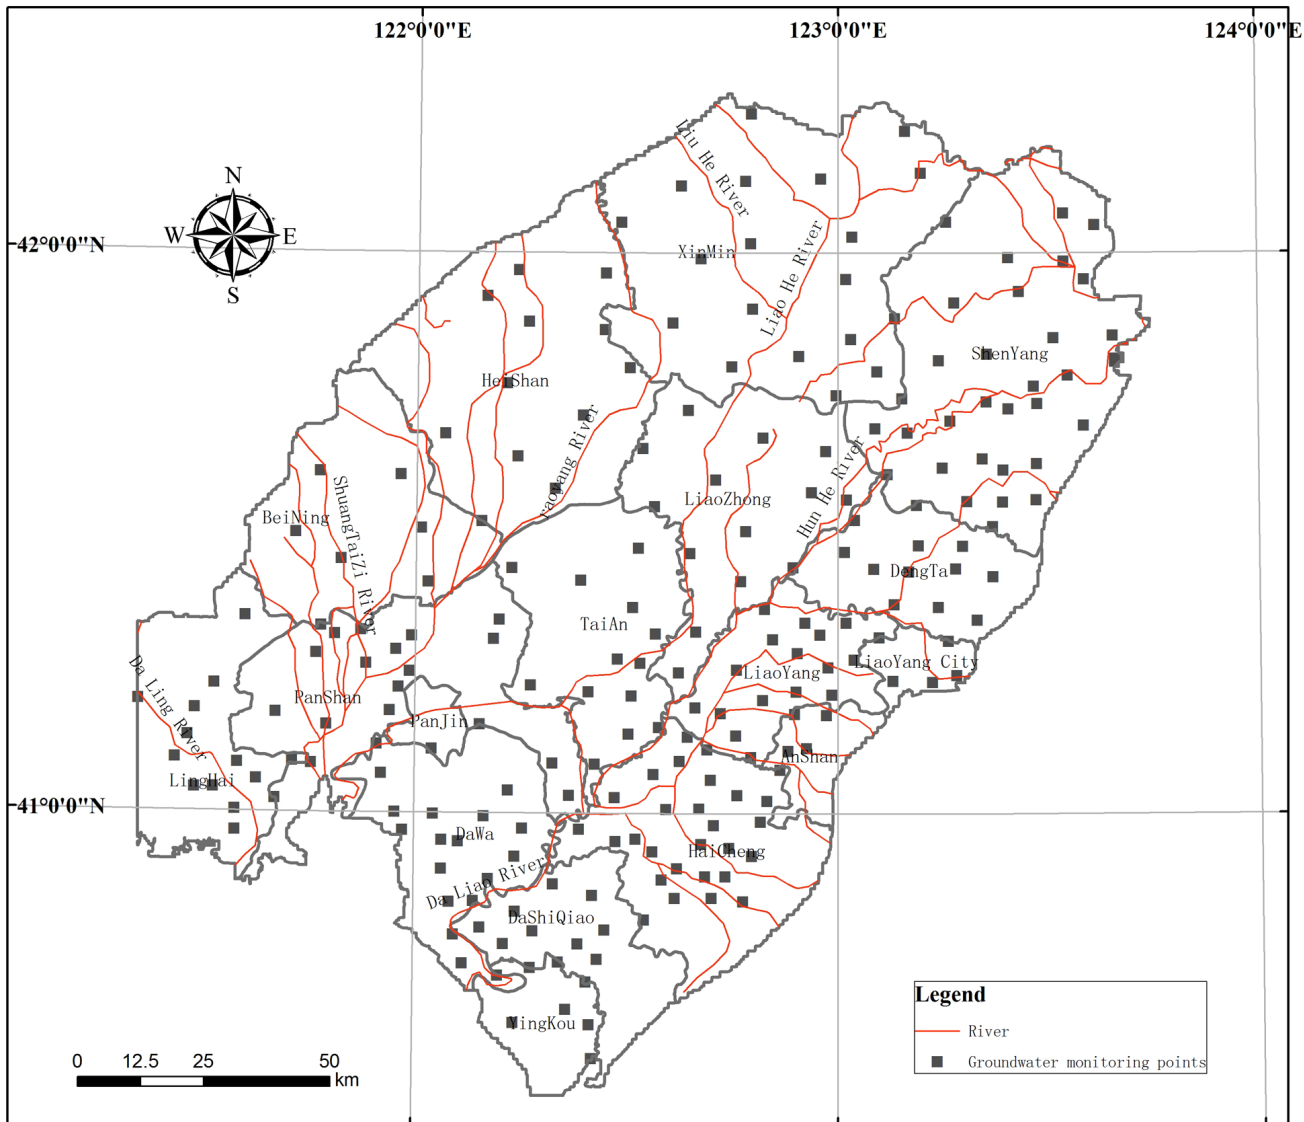 122°0'0"E
123°0'0"E
124°0'0"E
N
W
E
S
42°0'0"N
41°0'0"N
Liu He River
XinMin
Liao He River
ShenYang
HeiShan
raoyang River
LiaoZhong
Hun He River
BeiNing
ShuangTaiZi River
DengTa
TaiAn
LiaoYang City
LiaoYang
Da Ling River
PanShan
PanJin
AnShan
LingHai
DaWa
HaiCheng
Da Liao River
DaShiQiao
YingKou
Legend
River
Groundwater monitoring points
0 12.5 25 50
km